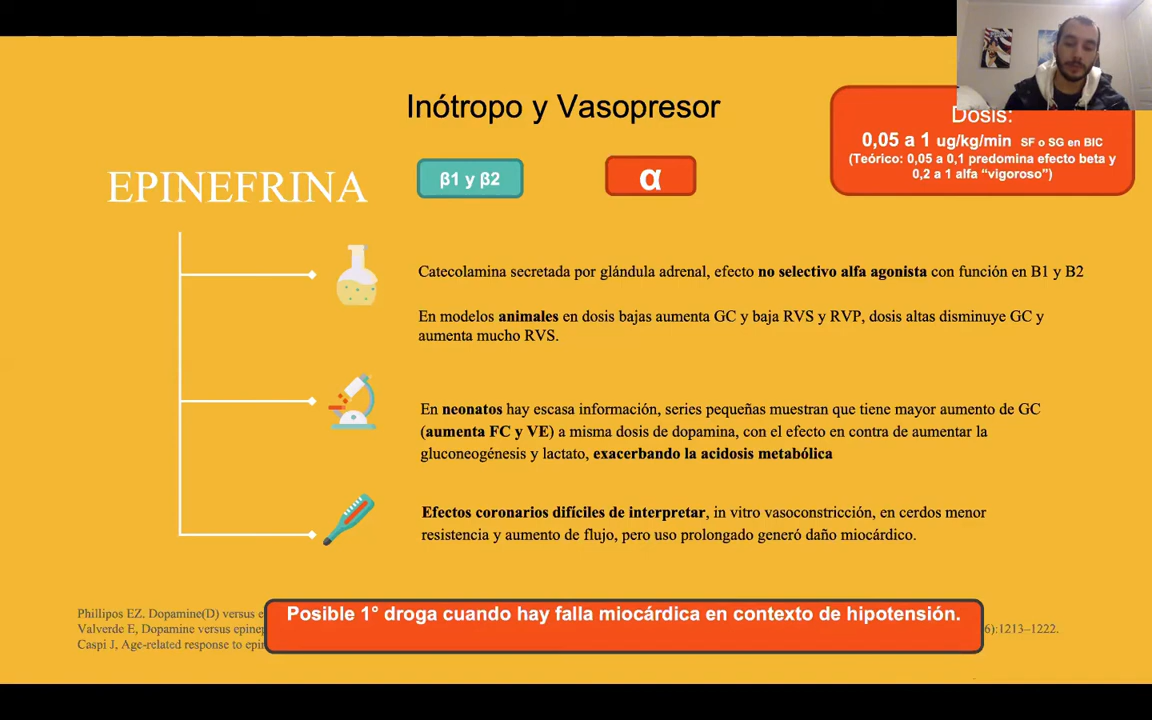 Inótropo y Vasopresor
Dosis:
0,05 a 1 ug/kg/min SF o SG en BIC
(Teórico: 0,05 a 0,1 predomina efecto beta y
0,2 a 1 alfa “vigoroso”)
EPINEFRINA
β1 y β2
α
Catecolamina secretada por glándula adrenal, efecto no selectivo alfa agonista con función en B1 y B2
En modelos animales en dosis bajas aumenta GC y baja RVS y RVP, dosis altas disminuye GC y
aumenta mucho RVS.
En neonatos hay escasa información, series pequeñas muestran que tiene mayor aumento de GC
(aumenta FC y VE) a misma dosis de dopamina, con el efecto en contra de aumentar la
gluconeogénesis y lactato, exacerbando la acidosis metabólica
Efectos coronarios difíciles de interpretar, in vitro vasoconstricción, en cerdos menor
resistencia y aumento de flujo, pero uso prolongado generó daño miocárdico.
Phillipos EZ. Dopamine(D) versus
Valverde E, Dopamine versus
Caspi J, Age-related response to
Posible 1° droga cuando hay falla miocárdica en contexto de hipotensión.
6):1213–1222.